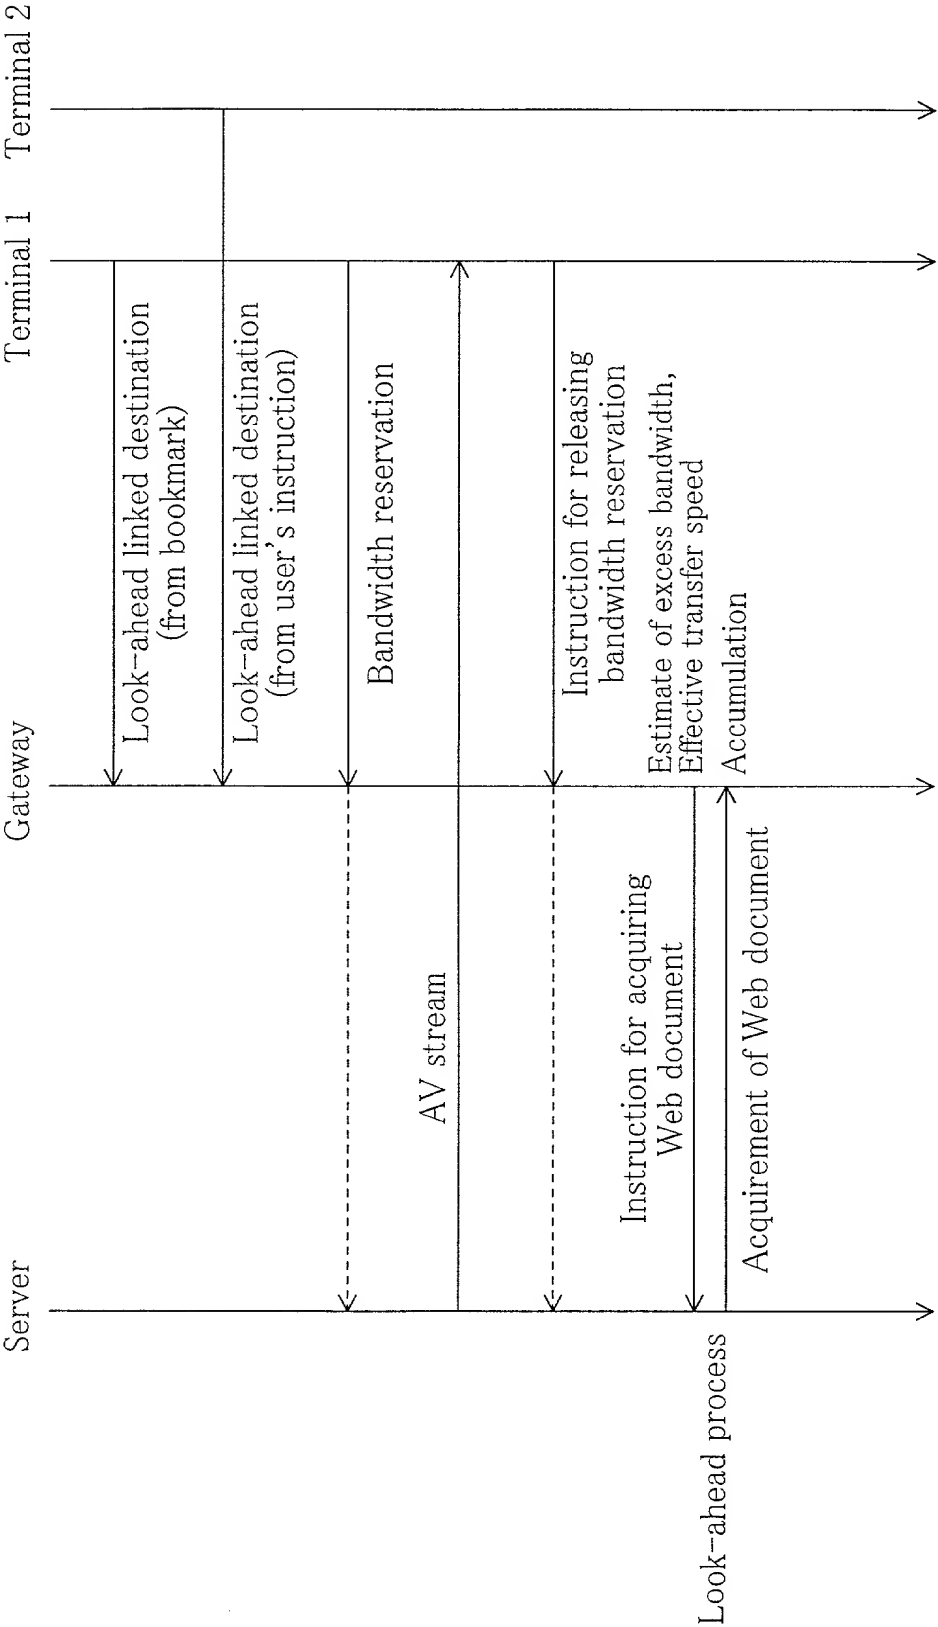 Server
Gateway
Terminal 1
Terminal 2
Look-ahead linked destination
(from bookmark)
Look-ahead linked destination
(from user's instruction)
Bandwidth reservation
AV stream
Instruction for releasing
bandwidth reservation
Estimate of excess bandwidth,
Effective transfer speed
Instruction for acquiring
Web document
Look-ahead process
Accumulation
Acquirement of Web document